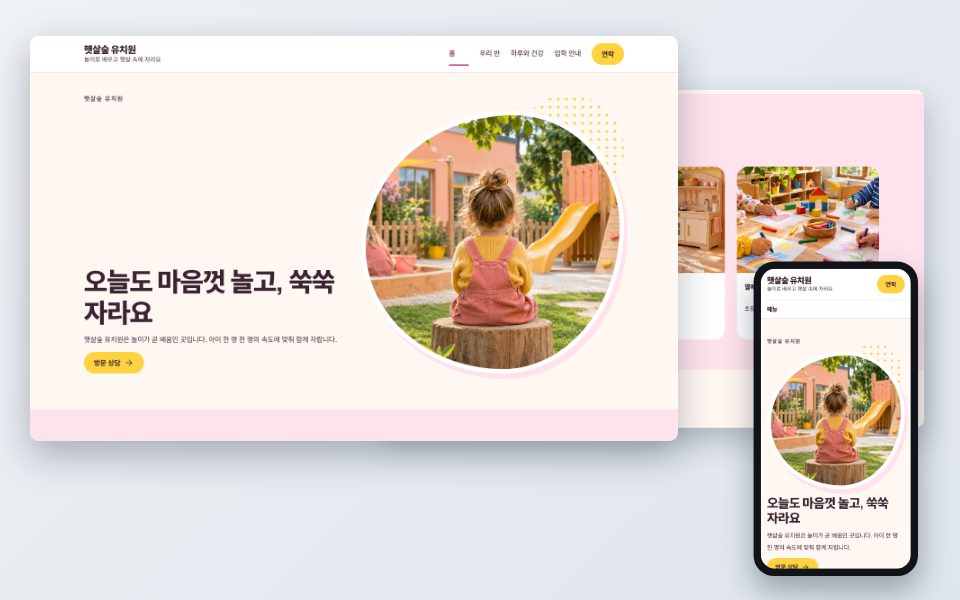 햇살숲 유치원
놀이로 배우고 햇살 속에 자라요
홈
우리 반
하루와 건강
입학 안내
연락
햇살숲 유치원
오늘도 마음껏 놀고, 쑥쑥
자라요
햇살숲 유치원은 놀이가 곧 배움인 곳입니다. 아이 한 명 한 명의 속도에 맞춰 함께 자랍니다.
방문 상담
햇살숲 유치원
놀이로 배우고 햇살 속에 자라요
연락
메뉴
햇살숲 유치원
오늘도 마음껏 놀고, 쑥쑥
자라요
햇살숲 유치원은 놀이가 곧 배움인 곳입니다. 아이 한 명
한 명의 속도에 맞춰 함께 자랍니다.
방문 상담